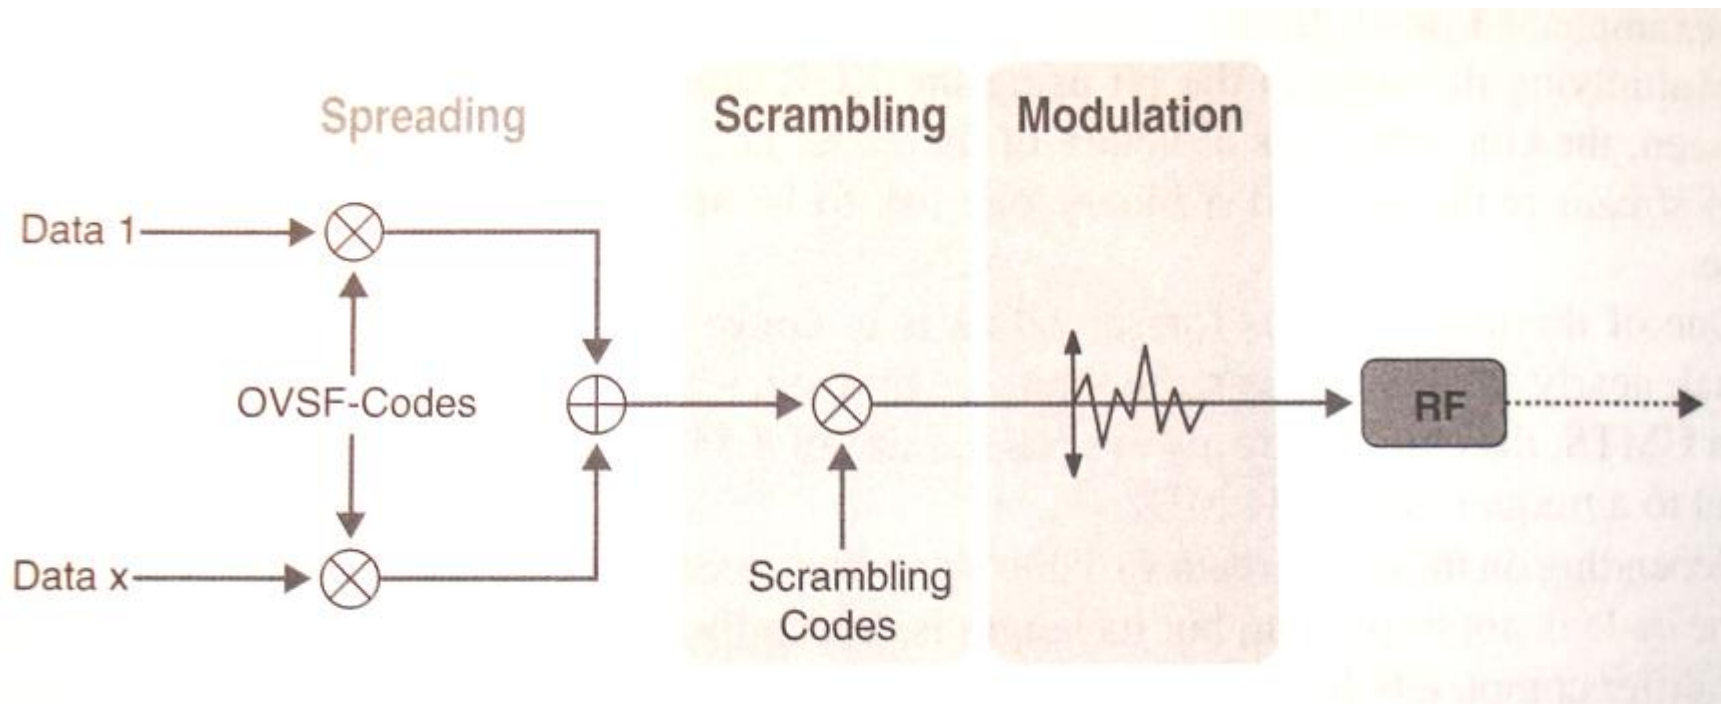 Spreading
Scrambling
Modulation
Data 1
OVSF-Codes
Data x
Scrambling
Codes
RF